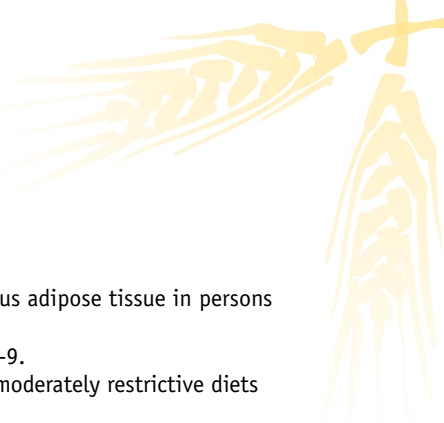 us adipose tissue in persons
-9.
moderately restrictive diets